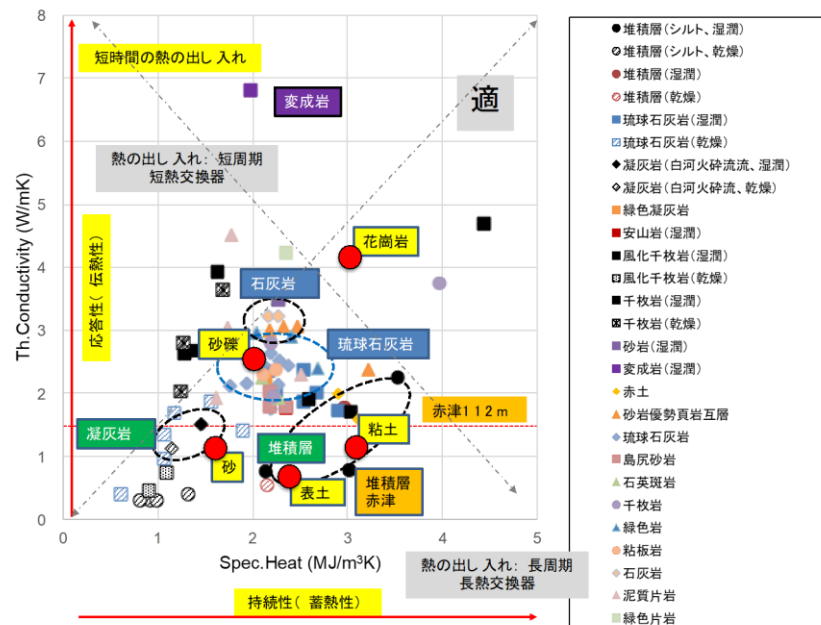 8
7
6
5
4
3
2
1
0
0
1
2
3
4
5
Th.Conductivity (W/mK)
Spec.Heat (MJ/m³K)
応答性( 伝熱性)
持続性( 蓄熱性)
短時間の熱の出し 入れ
変成岩
適
熱の出し 入れ: 短周期
短熱交換器
花崗岩
石灰岩
砂礫
琉球石灰岩
赤津1 1 2 m
凝灰岩
堆積層
粘土
砂
表土
堆積層
赤津
熱の出し 入れ: 長周期
長熱交換器
堆積層(シルト、湿潤)
堆積層(シルト、乾燥)
堆積層(湿潤)
堆積層(乾燥)
琉球石灰岩(湿潤)
琉球石灰岩(乾燥)
凝灰岩(白河火砕流流、湿潤)
凝灰岩(白河火砕流、乾燥)
緑色凝灰岩
安山岩(湿潤)
風化千枚岩(湿潤)
風化千枚岩(乾燥)
千枚岩(湿潤)
千枚岩(乾燥)
砂岩(湿潤)
変成岩(湿潤)
赤土
砂岩優勢頁岩互層
琉球石灰岩
島尻砂岩
石英斑岩
千枚岩
緑色岩
粘板岩
石灰岩
泥質片岩
緑色片岩